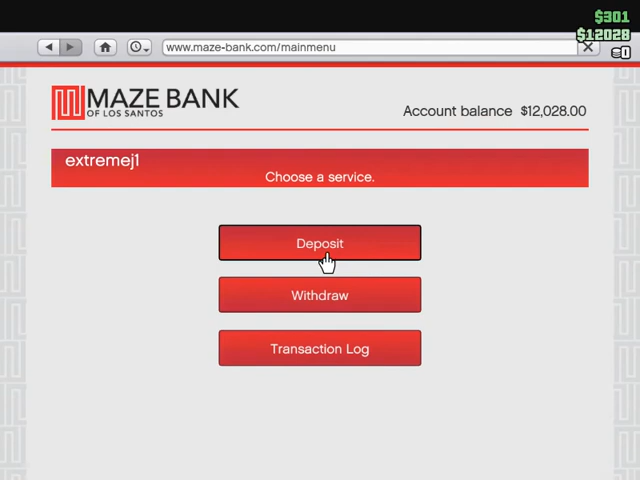 $301
$12028
1
www.maze-bank.com/mainmenu
MAZE BANK
OF LOS SANTOS
Account balance $12,028.00
extremej1
Choose a service.
Deposit
Withdraw
Transaction Log